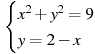 x² + y² = 9
y = 2 − x